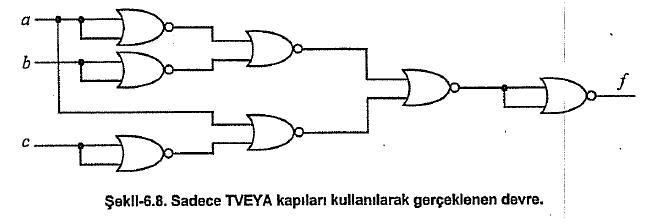 a
b
c
f
Şekil-6.8. Sadece TVEYA kapıları kullanılarak gerçeklenen devre.